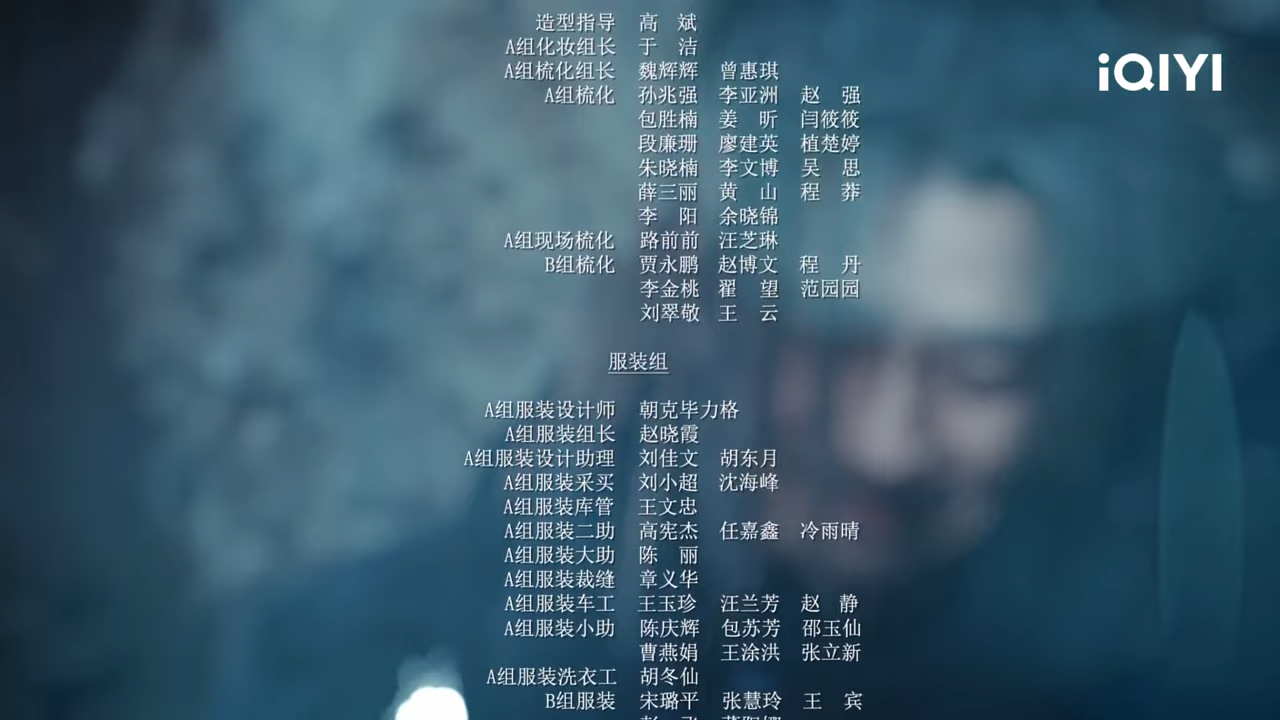 造型指导 高 斌
iQIYI
A组化妆组长 于 洁
A组梳化组长 魏辉辉 曾惠琪
A组梳化 孙兆强 李亚洲 赵 强
包胜楠 姜 昕 闫筱筱
段廉珊 廖建英 植楚婷
朱晓楠 李文博 吴 思
薛三丽 黄 山 程 莽
李 阳 余晓锦
A组现场梳化 路前前 汪芝琳
B组梳化 贾永鹏 赵博文 程 丹
李金桃 翟 望 范园园
刘翠敬 王 云
服装组
A组服装设计师 朝克毕力格
A组服装组长 赵晓霞
A组服装设计助理 刘佳文 胡东月
A组服装采买 刘小超 沈海峰
A组服装库管 王文忠
A组服装二助 高宪杰 任嘉鑫 冷雨晴
A组服装大助 陈 丽
A组服装裁缝 章义华
A组服装车工 王玉珍 汪兰芳 赵 静
A组服装小助 陈庆辉 包苏芳 邵玉仙
曹燕娟 王涂洪 张立新
A组服装洗衣工 胡冬仙
B组服装 宋璐平 张慧玲 王 宾